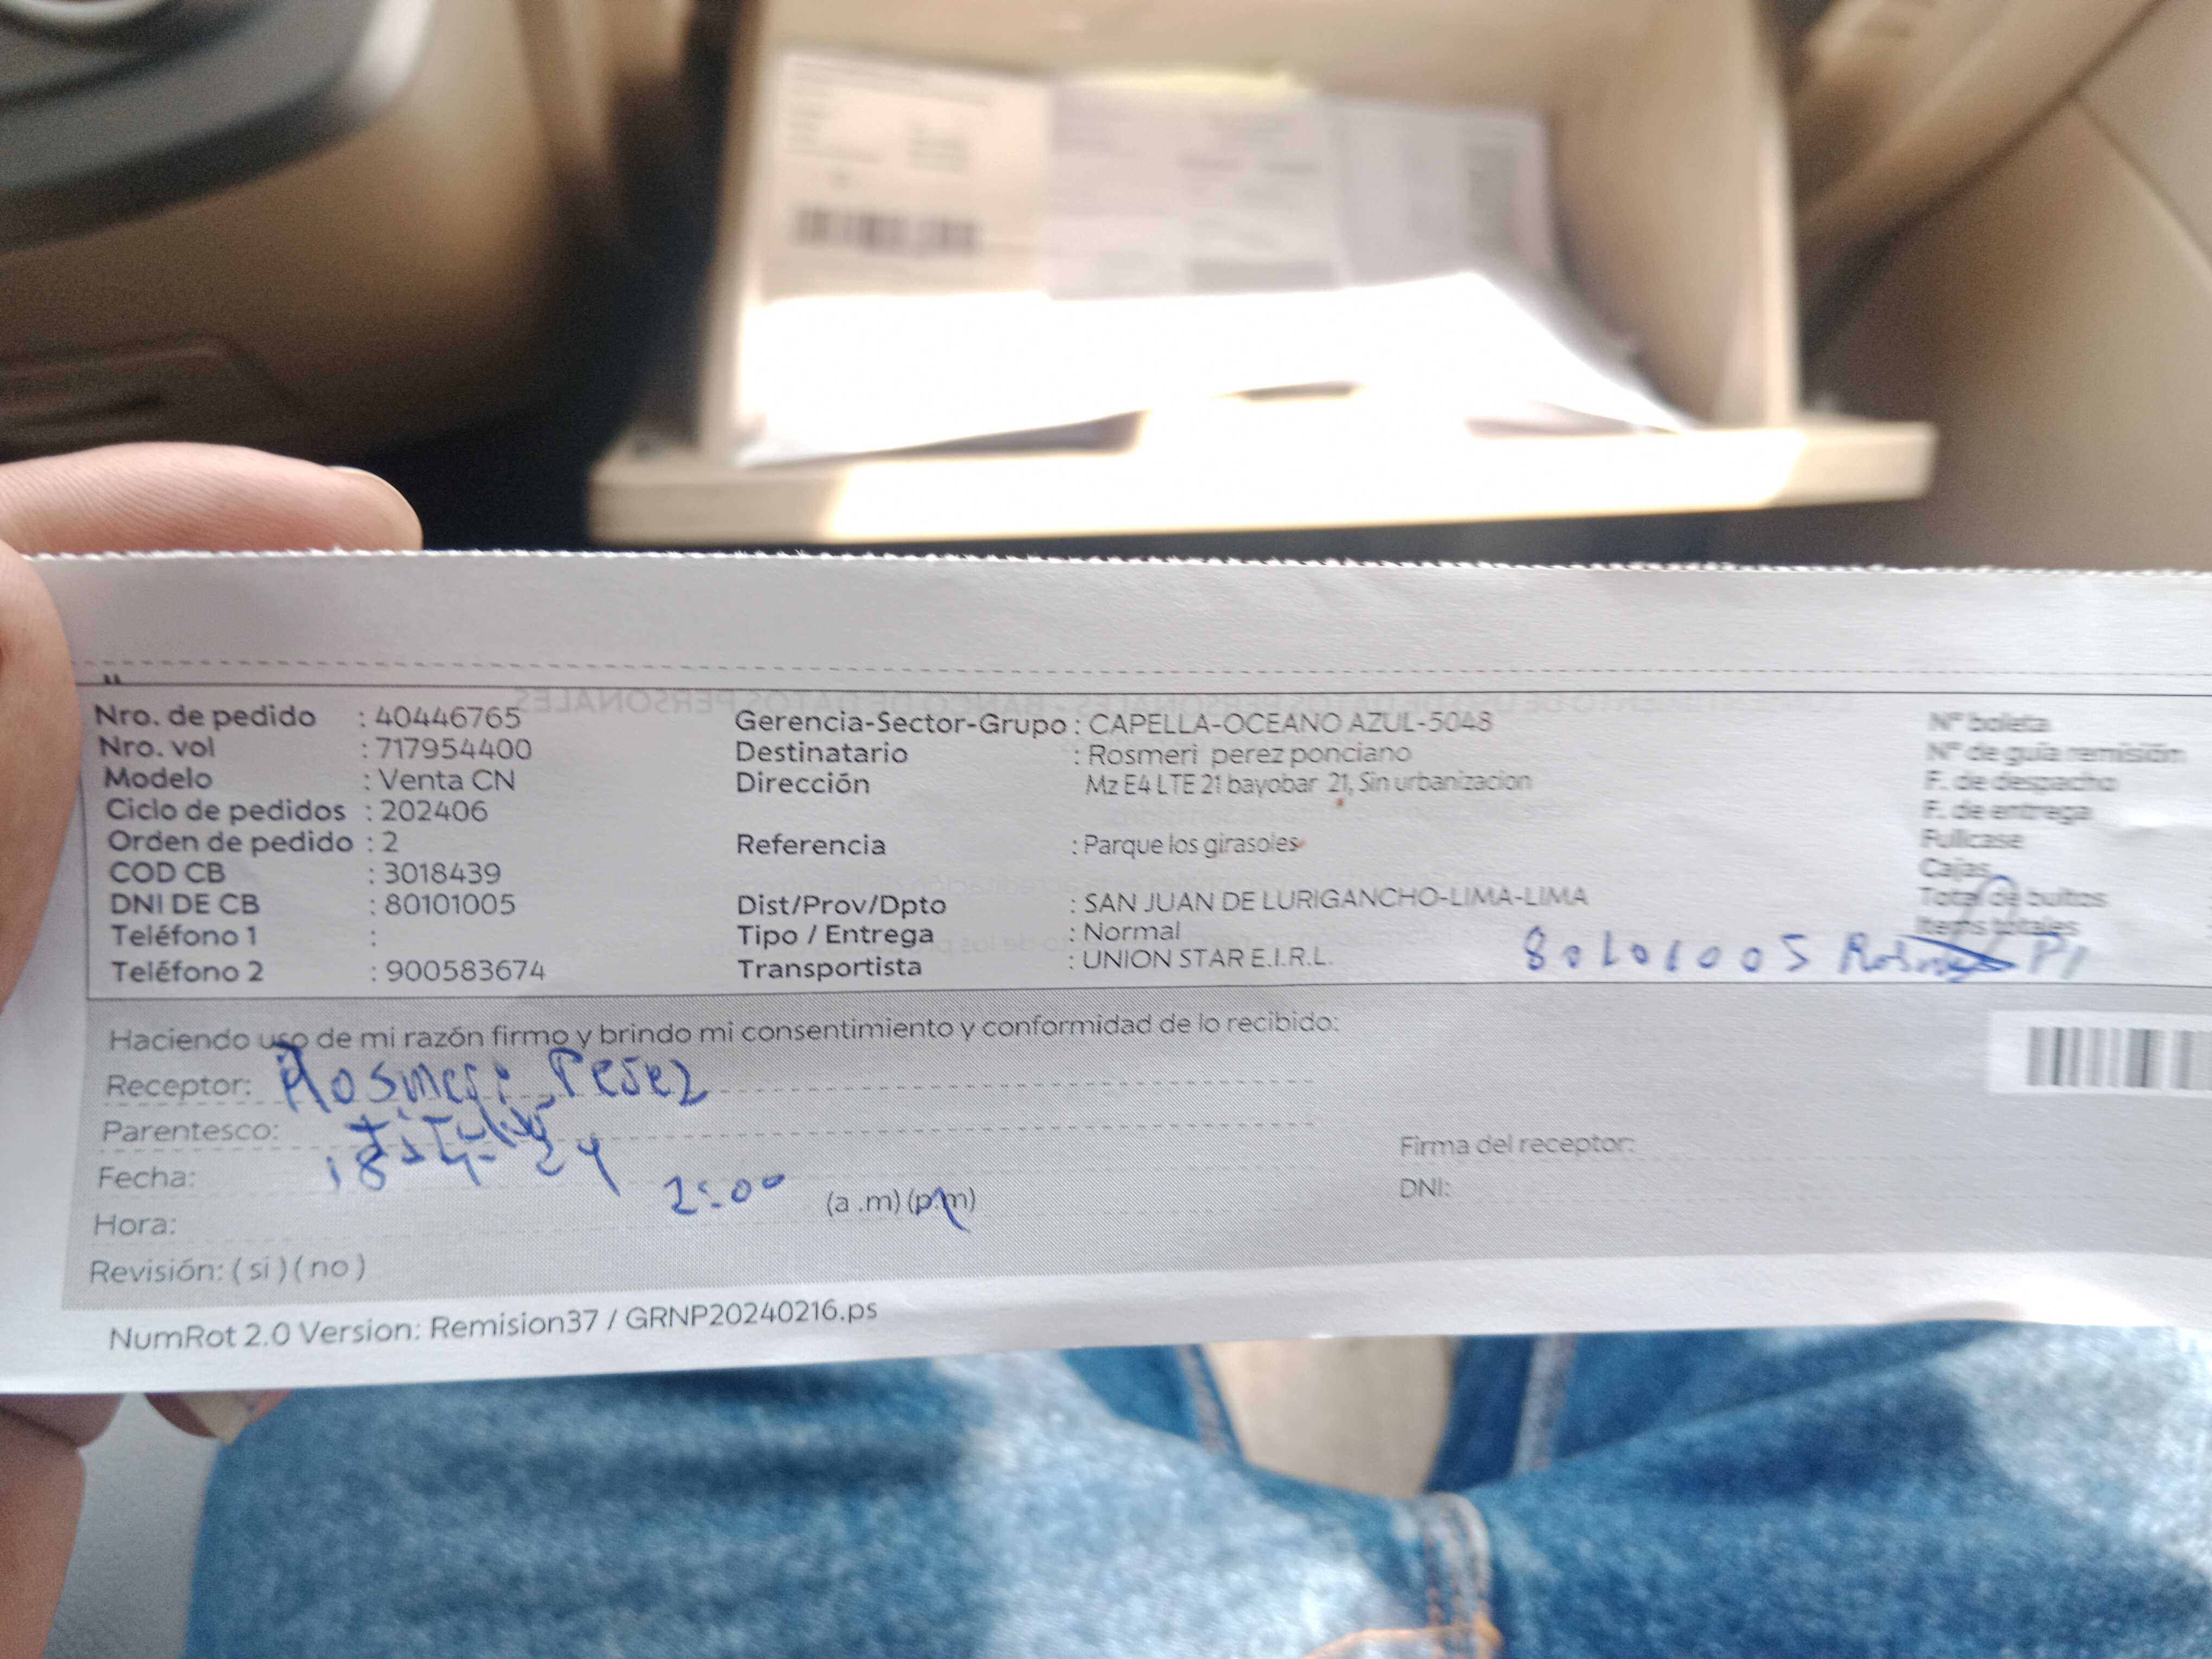 Nro. de pedido : 40446765
Nro. vol : 717954400
Modelo : Venta CN
Ciclo de pedidos : 202406
Orden de pedido : 2
COD CB : 3018439
DNI DE CB : 80101005
Teléfono 1 :
Teléfono 2 : 900583674
Gerencia-Sector-Grupo : CAPELLA-OCEANO AZUL-5048
Destinatario : Rosmeri perez ponciano
Dirección Mz E4 LTE 21 bayobar 21, Sin urbanizacion
Referencia : Parque los girasoles
Dist/Prov/Dpto : SAN JUAN DE LURIGANCHO-LIMA-LIMA
Tipo / Entrega : Normal
Transportista : UNION STAR E.I.R.L.
Nº boleta
Nº de guía remisión
F. de despacho
F. de entrega
Fullcase
Cajas
Total de bultos
Items totales
80101005
Haciendo uso de mi razón firmo y brindo mi consentimiento y conformidad de lo recibido:
Receptor: Rosmeri Perez
Parentesco: titular
Fecha: 18-4-24
Hora: 2:00 (a .m) (p.m)
Revisión: ( si ) ( no )
Firma del receptor:
DNI:
NumRot 2.0 Version: Remision37 / GRNP20240216.ps